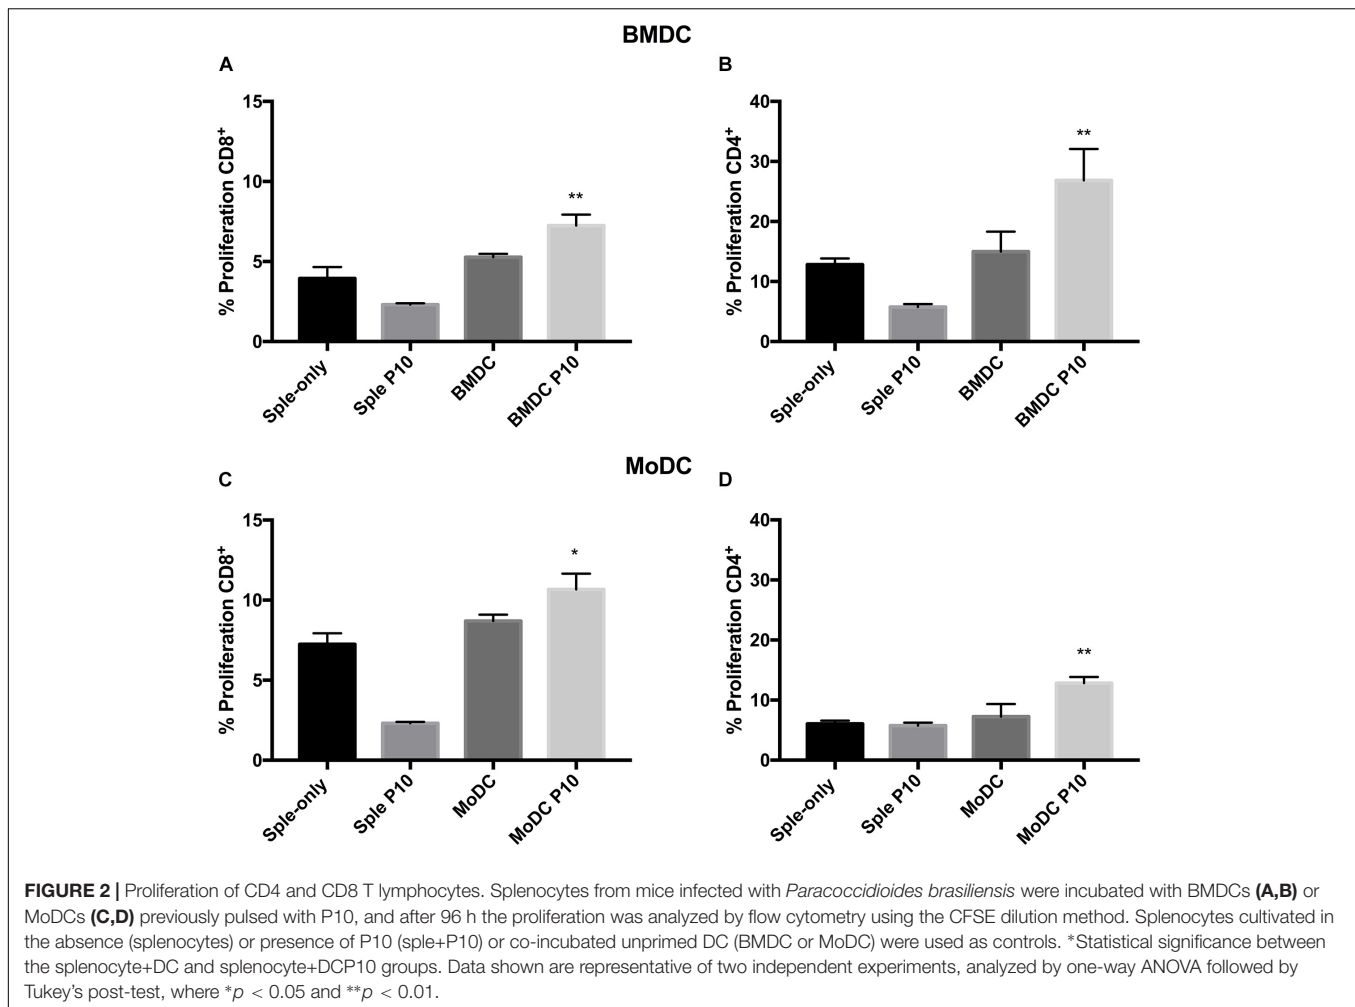 BMDC
A
15
10
5
0
% Proliferation CD8+
**
Sple-only
Sple P10
BMDC
BMDC P10
B
40
30
20
10
0
% Proliferation CD4+
**
Sple-only
Sple P10
BMDC
BMDC P10
MoDC
C
15
10
5
0
% Proliferation CD8+
*
Sple-only
Sple P10
MoDC
MoDC P10
D
40
30
20
10
0
% Proliferation CD4+
**
Sple-only
Sple P10
MoDC
MoDC P10
FIGURE 2 | Proliferation of CD4 and CD8 T lymphocytes. Splenocytes from mice infected with Paracoccidioides brasiliensis were incubated with BMDCs (A,B) or
MoDCs (C,D) previously pulsed with P10, and after 96 h the proliferation was analyzed by flow cytometry using the CFSE dilution method. Splenocytes cultivated in
the absence (splenocytes) or presence of P10 (sple+P10) or co-incubated unprimed DC (BMDC or MoDC) were used as controls. *Statistical significance between
the splenocyte+DC and splenocyte+DCP10 groups. Data shown are representative of two independent experiments, analyzed by one-way ANOVA followed by
Tukey's post-test, where *p < 0.05 and **p < 0.01.